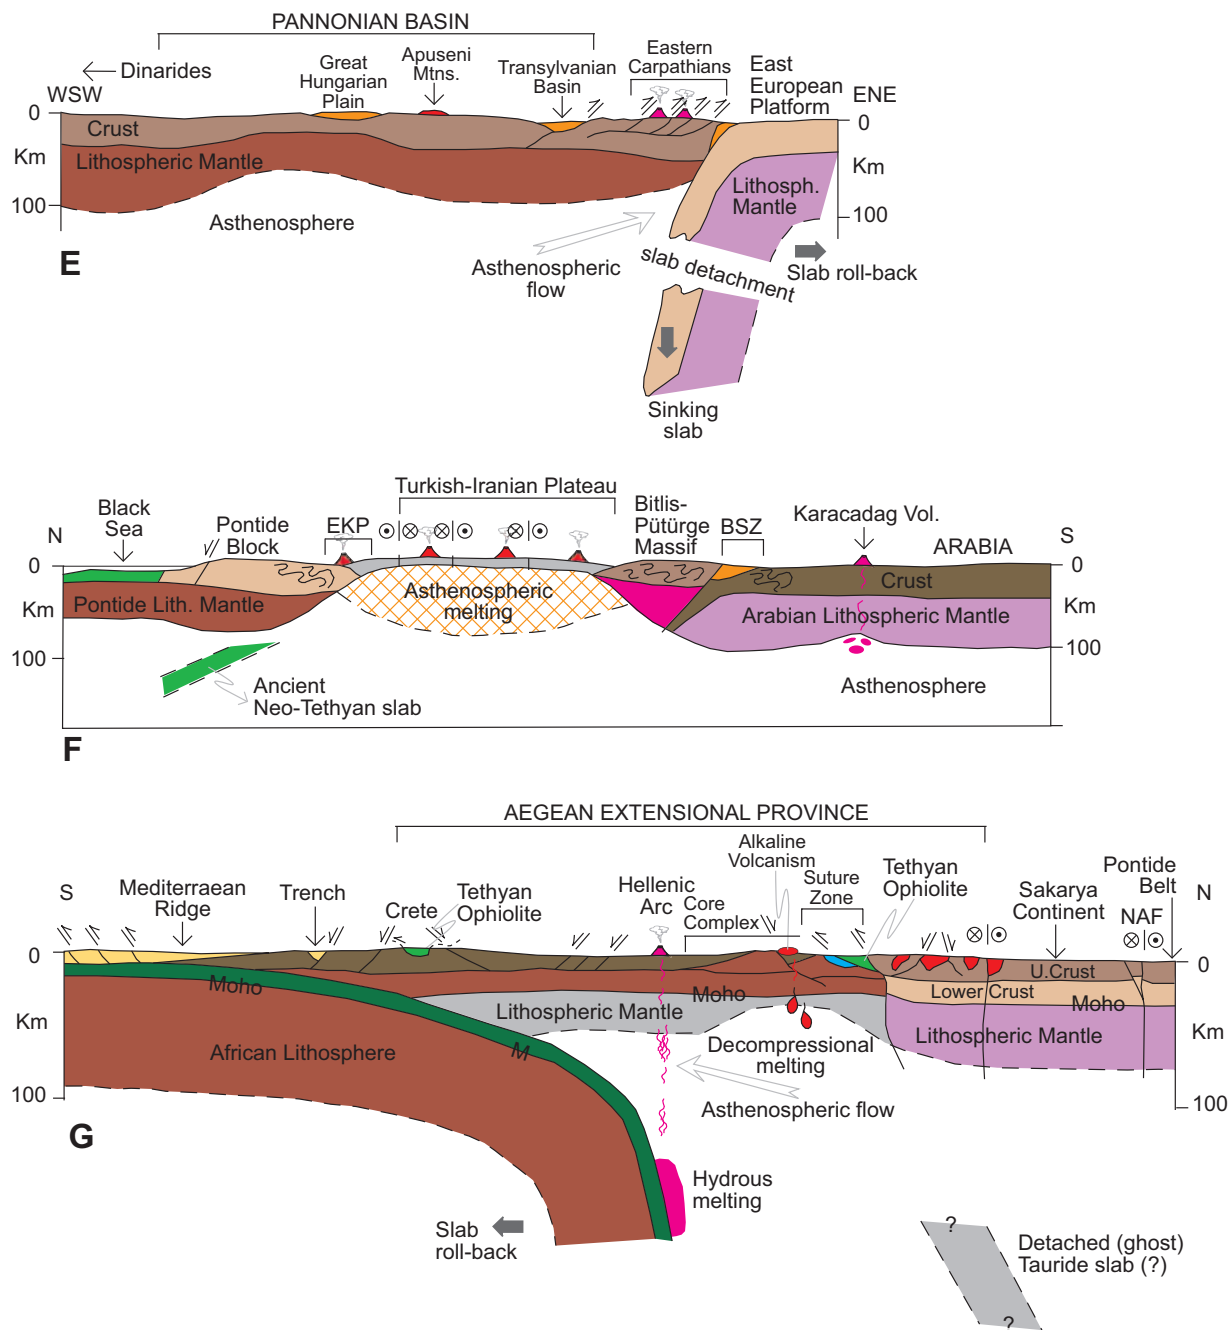 PANNONIAN BASIN
Dinarides
WSW
Great
Hungarian
Plain
Apuseni
Mtns.
Transylvanian
Basin
Eastern
Carpathians
East
European
Platform
ENE
0
0
Crust
Km
Lithospheric Mantle
Km
100
Lithosph.
Mantle
100
Asthenosphere
E
Asthenospheric
flow
slab detachment
Slab roll-back
Sinking
slab
Turkish-Iranian Plateau
N
Black
Sea
Pontide
Block
EKP
Bitlis-
Pütürge
Massif
BSZ
Karacadag Vol.
ARABIA
S
0
0
Km
Pontide Lith. Mantle
Asthenospheric
melting
Crust
Km
Arabian Lithospheric Mantle
100
100
Ancient
Neo-Tethyan slab
Asthenosphere
F
AEGEAN EXTENSIONAL PROVINCE
S
Mediterraean
Ridge
Trench
Crete
Tethyan
Ophiolite
Hellenic
Arc
Core
Complex
Alkaline
Volcanism
Suture
Zone
Tethyan
Ophiolite
Sakarya
Continent
Pontide
Belt
NAF
N
0
0
Moho
Moho
U.Crust
Lower Crust
Moho
Km
Lithospheric Mantle
Lithospheric Mantle
Km
African Lithosphere
M
Decompressional
melting
100
Asthenospheric flow
100
G
Hydrous
melting
Slab
roll-back
?
Detached (ghost)
Tauride slab (?)
?